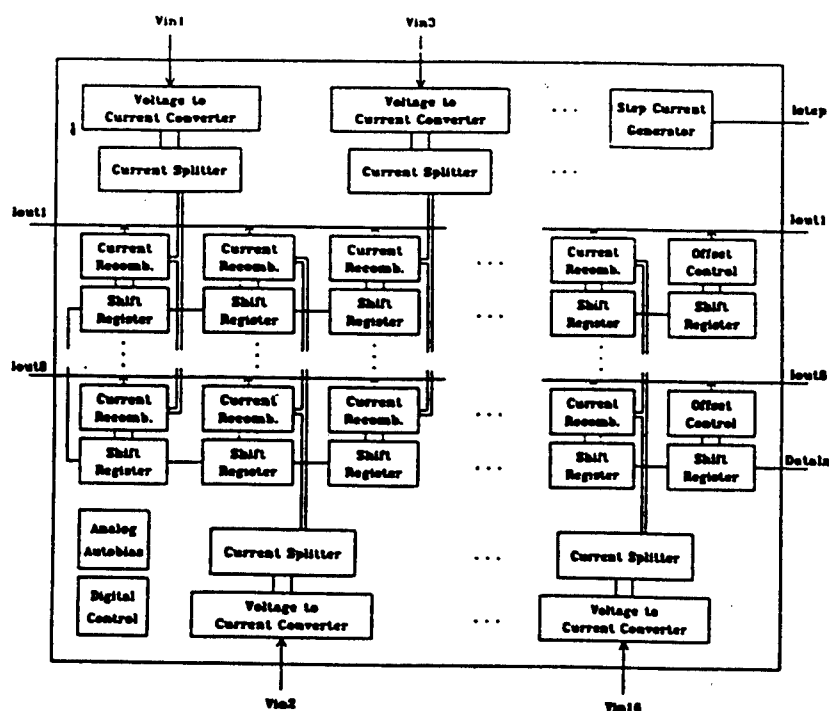 Vin1
Vin3
Voltage to
Current Converter
Voltage to
Current Converter
...
Step Current
Generator
Istep
Current Splitter
Current Splitter
...
Iout1
Iout1
Current
Recomb.
Current
Recomb.
Current
Recomb.
...
Current
Recomb.
Offset
Control
Shift
Register
Shift
Register
Shift
Register
...
Shift
Register
Shift
Register
Iout8
Iout8
Current
Recomb.
Current
Recomb.
Current
Recomb.
...
Current
Recomb.
Offset
Control
Shift
Register
Shift
Register
Shift
Register
...
Shift
Register
Shift
Register
DataIn
Analog
Autobias
Current Splitter
...
Current Splitter
Digital
Control
Voltage to
Current Converter
...
Voltage to
Current Converter
Vin2
Vin16